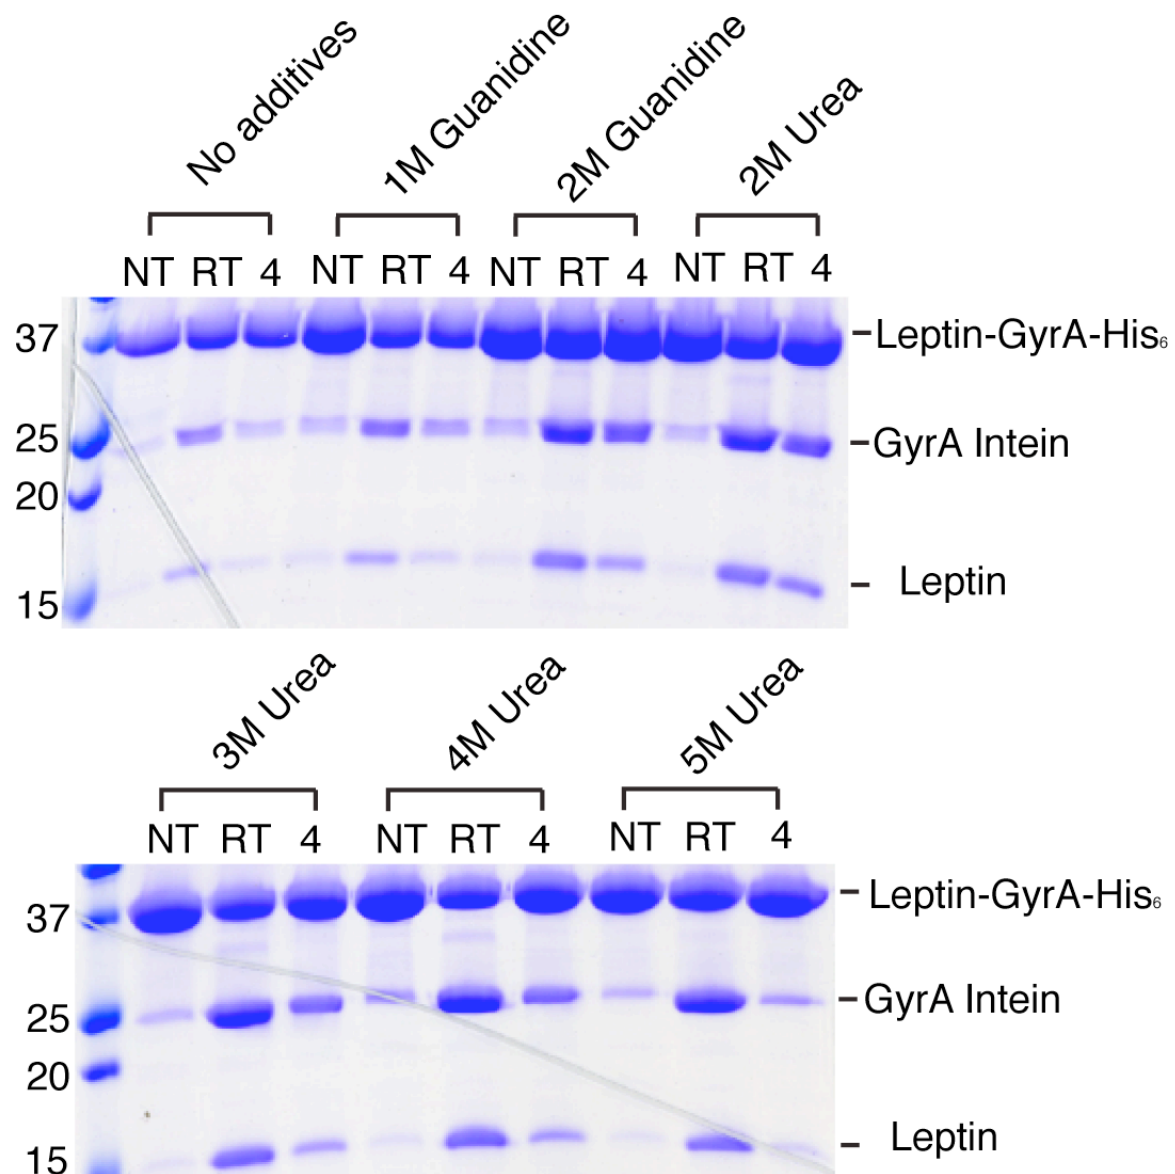 No additives 1M Guanidine 2M Guanidine 2M Urea
NT RT 4 NT RT 4 NT RT 4 NT RT 4
37 Leptin-GyrA-His₆
25 GyrA Intein
20
Leptin
15
3M Urea 4M Urea 5M Urea
NT RT 4 NT RT 4 NT RT 4
Leptin-GyrA-His₆
37
GyrA Intein
25
20
Leptin
15